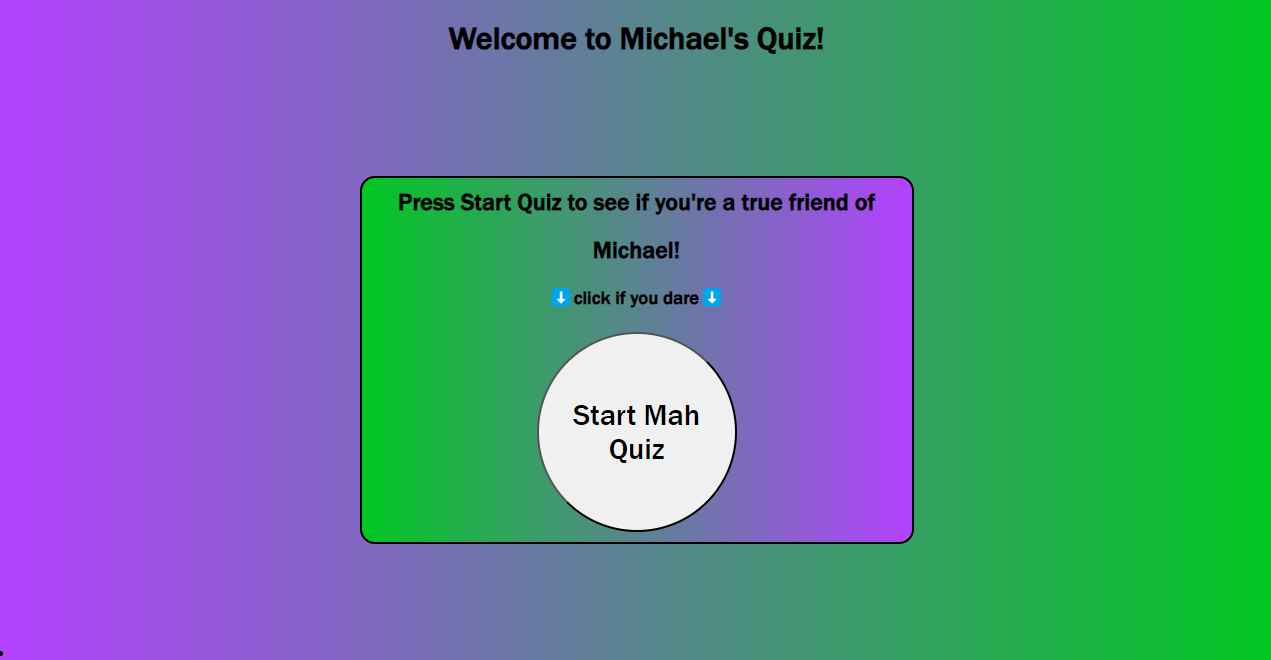 Welcome to Michael's Quiz!
Press Start Quiz to see if you're a true friend of
Michael!
⬇️ click if you dare ⬇️
Start Mah
Quiz